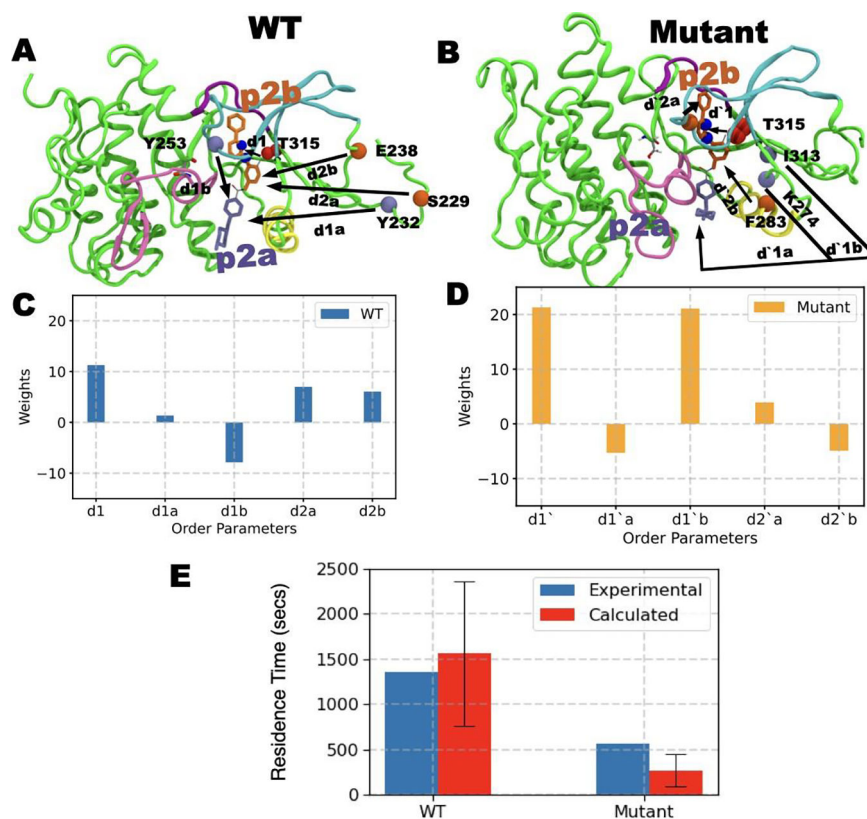 A WT
p2b
Y253
d1
T315
E238
d1b
d2b
d2a
S229
Y232
d1a
p2a
B Mutant
p2b
d`2a
d`1
T315
I313
K274
d`2b
F283
p2a
d`1a
d`1b
C
WT
20
10
0
−10
Weights
d1 d1a d1b d2a d2b
Order Parameters
D
Mutant
20
10
0
−10
Weights
d1` d1`a d1`b d2`a d2`b
Order Parameters
E
2500
2000
1500
1000
500
0
Residence Time (secs)
Experimental
Calculated
WT Mutant